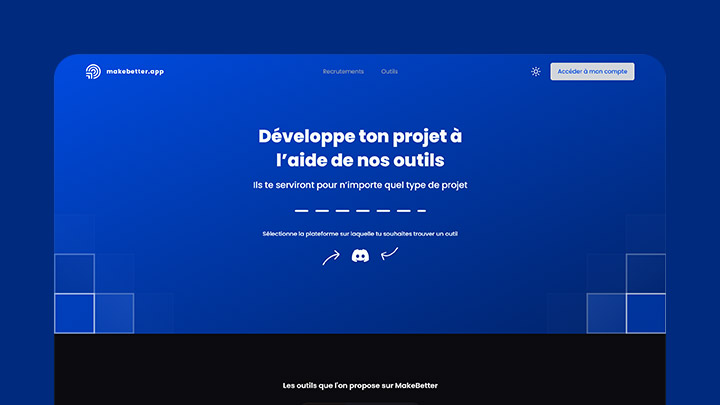 makebetter.app
Recrutements
Outils
Accéder à mon compte
Développe ton projet à
l'aide de nos outils
Ils te serviront pour n'importe quel type de projet
Sélectionne la plateforme sur laquelle tu souhaites trouver un outil
Les outils que l'on propose sur MakeBetter